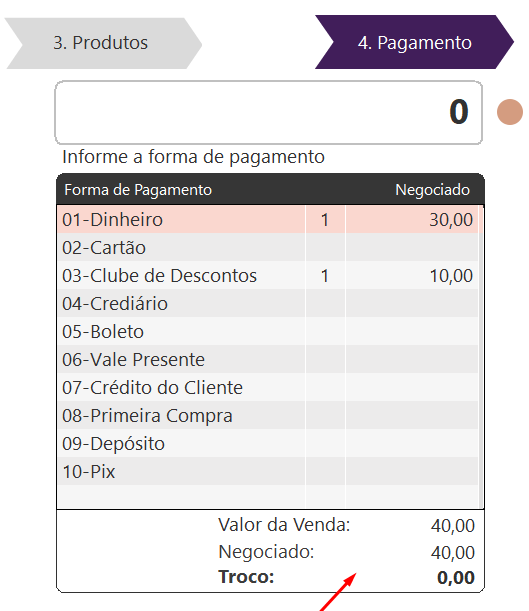 3. Produtos 4. Pagamento
0
Informe a forma de pagamento
Forma de Pagamento Negociado
01-Dinheiro 1 30,00
02-Cartão
03-Clube de Descontos 1 10,00
04-Crediário
05-Boleto
06-Vale Presente
07-Crédito do Cliente
08-Primeira Compra
09-Depósito
10-Pix
Valor da Venda: 40,00
Negociado: 40,00
Troco: 0,00